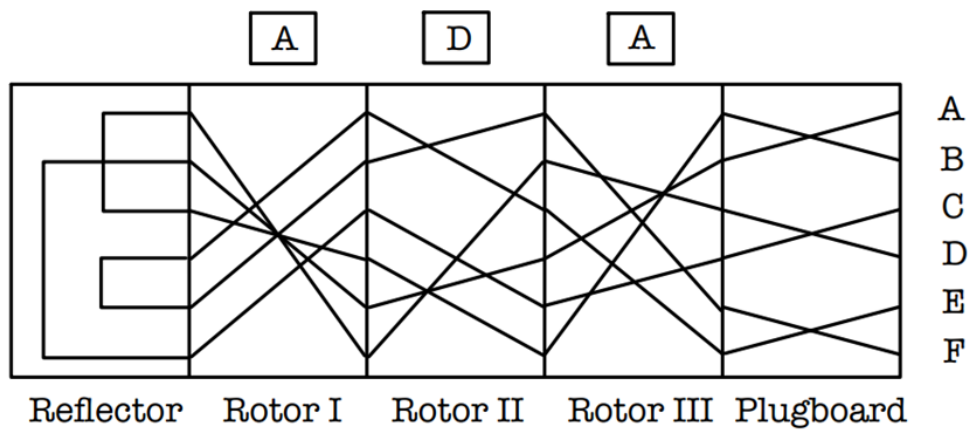 A D A
A
B
C
D
E
F
Reflector Rotor I Rotor II Rotor III Plugboard